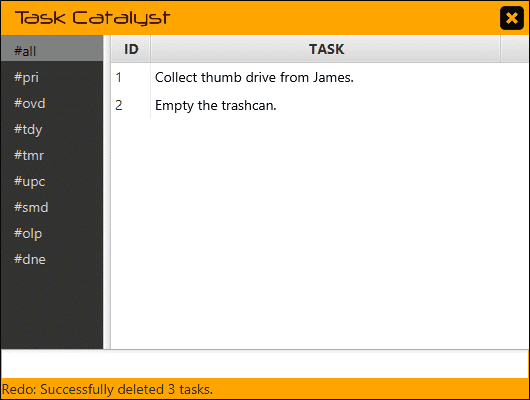 Task Catalyst
#all
#pri
#ovd
#tdy
#tmr
#upc
#smd
#olp
#dne
ID TASK
1 Collect thumb drive from James.
2 Empty the trashcan.
Redo: Successfully deleted 3 tasks.